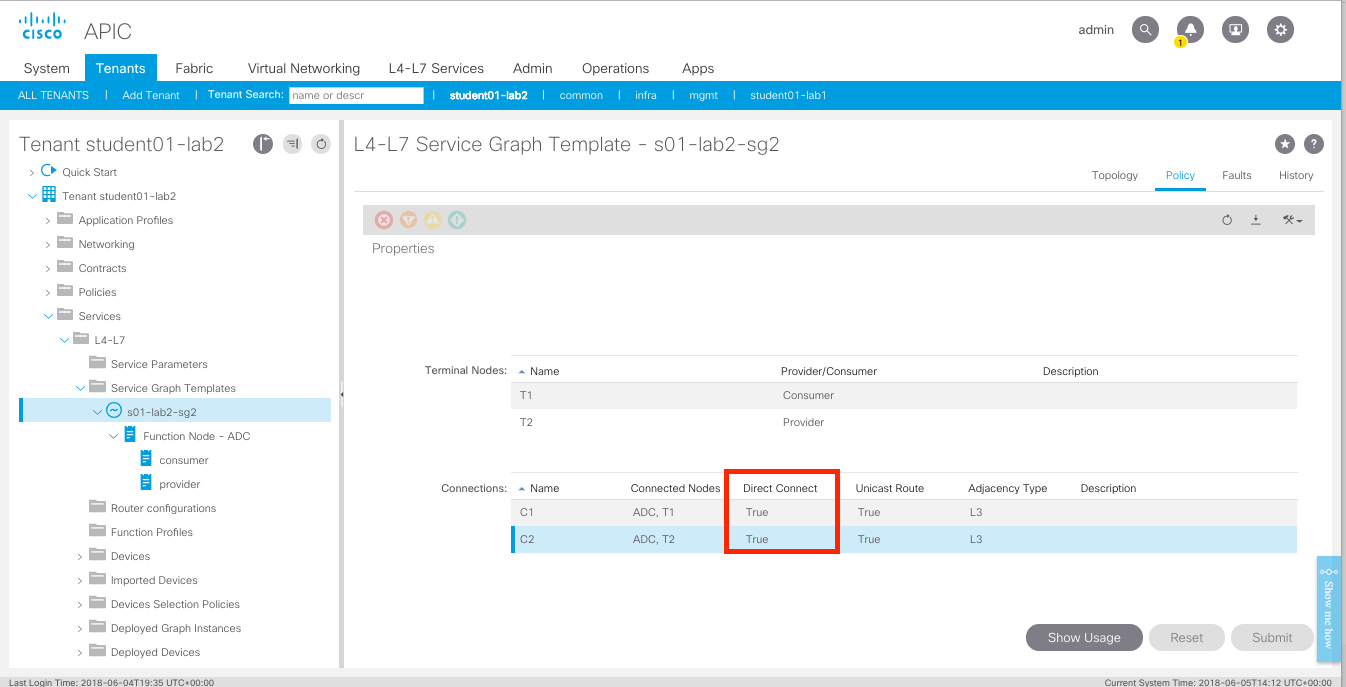 CISCO APIC admin
1
System Tenants Fabric Virtual Networking L4-L7 Services Admin Operations Apps
ALL TENANTS | Add Tenant | Tenant Search: name or descr | student01-lab2 | common | infra | mgmt | student01-lab1
Tenant student01-lab2
Quick Start
Tenant student01-lab2
Application Profiles
Networking
Contracts
Policies
Services
L4-L7
Service Parameters
Service Graph Templates
s01-lab2-sg2
Function Node - ADC
consumer
provider
Router configurations
Function Profiles
Devices
Imported Devices
Devices Selection Policies
Deployed Graph Instances
Deployed Devices
L4-L7 Service Graph Template - s01-lab2-sg2
?
Topology Policy Faults History
Properties
Terminal Nodes: Name Provider/Consumer Description
T1 Consumer
T2 Provider
Connections: Name Connected Nodes Direct Connect Unicast Route Adjacency Type Description
C1 ADC, T1 True True L3
C2 ADC, T2 True True L3
Show me how
Show Usage Reset Submit
Last Login Time: 2018-06-04T19:35 UTC+00:00 Current System Time: 2018-06-05T14:12 UTC+00:00